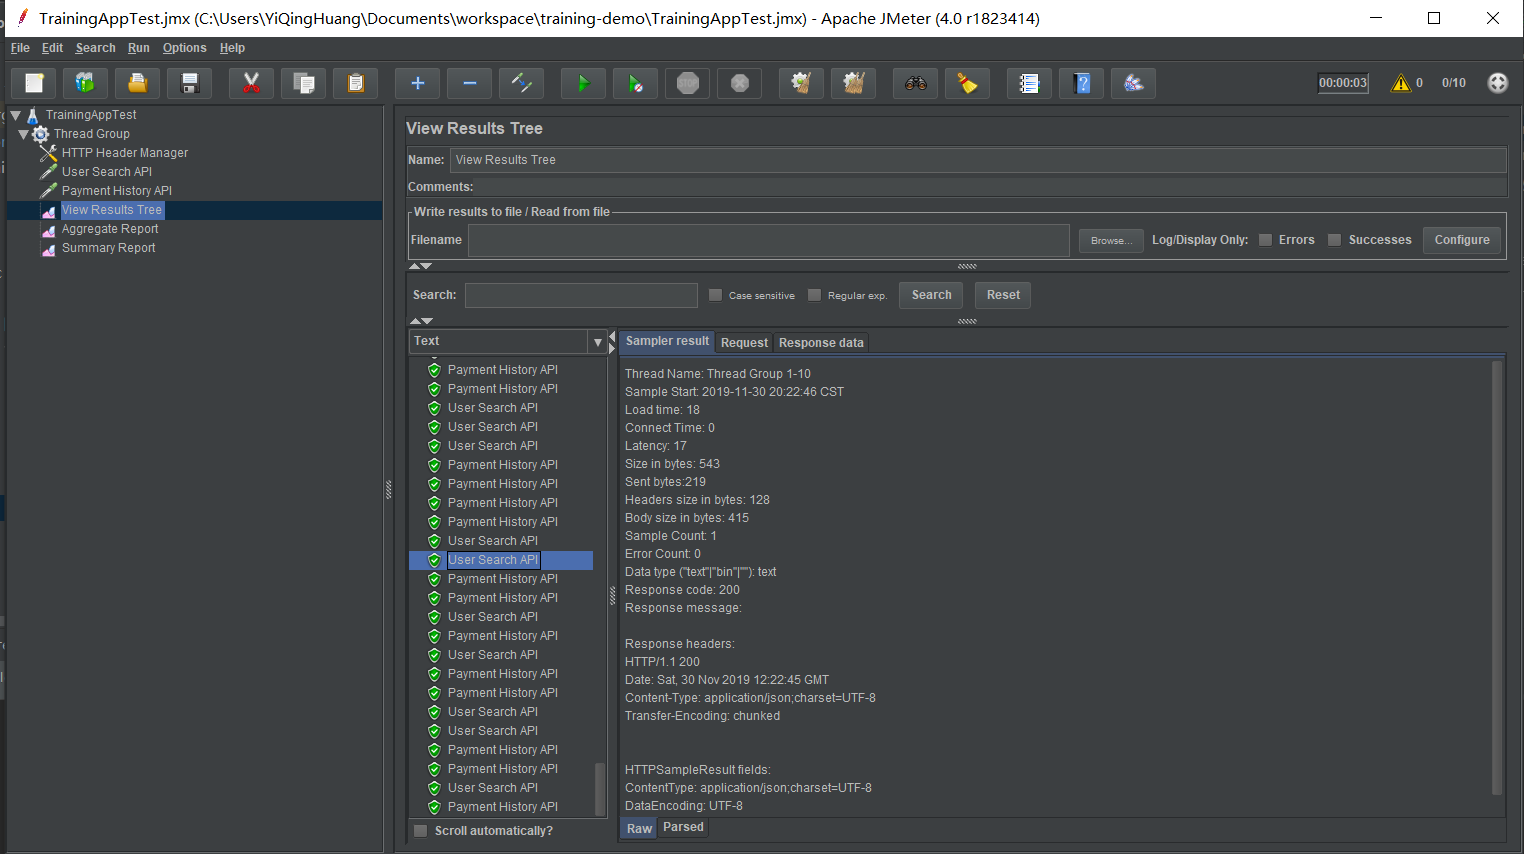 TrainingAppTest.jmx (C:\Users\YiQingHuang\Documents\workspace\training-demo\TrainingAppTest.jmx) - Apache JMeter (4.0 r1823414)
File Edit Search Run Options Help
STOP 00:00:03 0 0/10
TrainingAppTest
Thread Group
HTTP Header Manager
User Search API
Payment History API
View Results Tree
Aggregate Report
Summary Report
View Results Tree
Name: View Results Tree
Comments:
Write results to file / Read from file
Filename Browse... Log/Display Only: Errors Successes Configure
Search: Case sensitive Regular exp. Search Reset
Text
Payment History API
Payment History API
User Search API
User Search API
User Search API
Payment History API
Payment History API
Payment History API
Payment History API
User Search API
User Search API
Payment History API
Payment History API
User Search API
Payment History API
User Search API
Payment History API
Payment History API
User Search API
User Search API
Payment History API
Payment History API
User Search API
Payment History API
Scroll automatically?
Sampler result Request Response data
Thread Name: Thread Group 1-10
Sample Start: 2019-11-30 20:22:46 CST
Load time: 18
Connect Time: 0
Latency: 17
Size in bytes: 543
Sent bytes:219
Headers size in bytes: 128
Body size in bytes: 415
Sample Count: 1
Error Count: 0
Data type ("text"|"bin"|""): text
Response code: 200
Response message:
Response headers:
HTTP/1.1 200
Date: Sat, 30 Nov 2019 12:22:45 GMT
Content-Type: application/json;charset=UTF-8
Transfer-Encoding: chunked
HTTPSampleResult fields:
ContentType: application/json;charset=UTF-8
DataEncoding: UTF-8
Raw Parsed